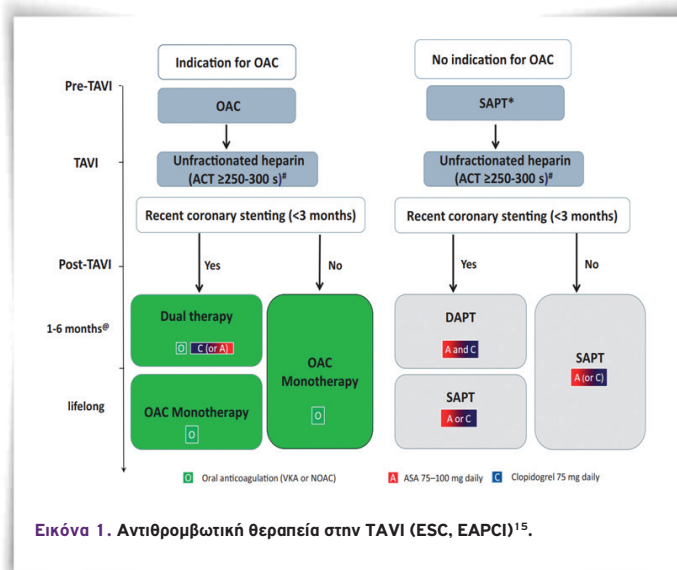 Indication for OAC
No indication for OAC
Pre-TAVI
OAC
SAPT*
TAVI
Unfractionated heparin
(ACT ≥250-300 s)#
Unfractionated heparin
(ACT ≥250-300 s)#
Recent coronary stenting (<3 months)
Recent coronary stenting (<3 months)
Post-TAVI
Yes
No
Yes
No
1-6 months@
Dual therapy
O C (or A)
OAC
Monotherapy
O
DAPT
A and C
SAPT
A (or C)
lifelong
OAC Monotherapy
O
SAPT
A or C
O Oral anticoagulation (VKA or NOAC)
A ASA 75–100 mg daily
C Clopidogrel 75 mg daily
Εικόνα 1. Αντιθρομβωτική θεραπεία στην TAVI (ESC, EAPCI)¹⁵.